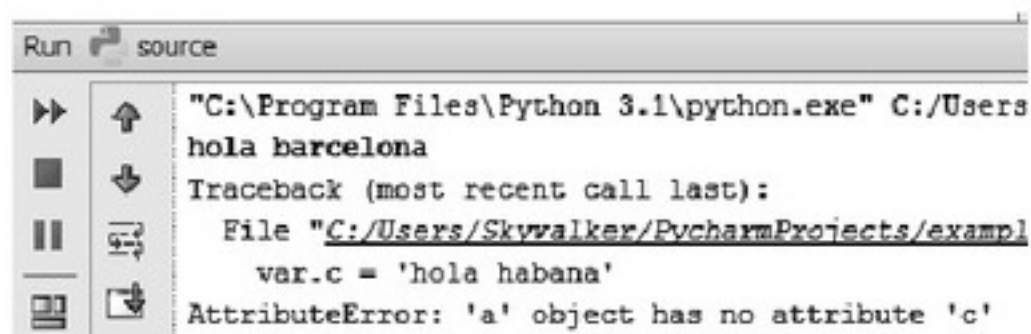 Run source
"C:\Program Files\Python 3.1\python.exe" C:/Users
hola barcelona
Traceback (most recent call last):
File "C:/Users/Skywalker/PycharmProjects/exampl
var.c = 'hola habana'
AttributeError: 'a' object has no attribute 'c'